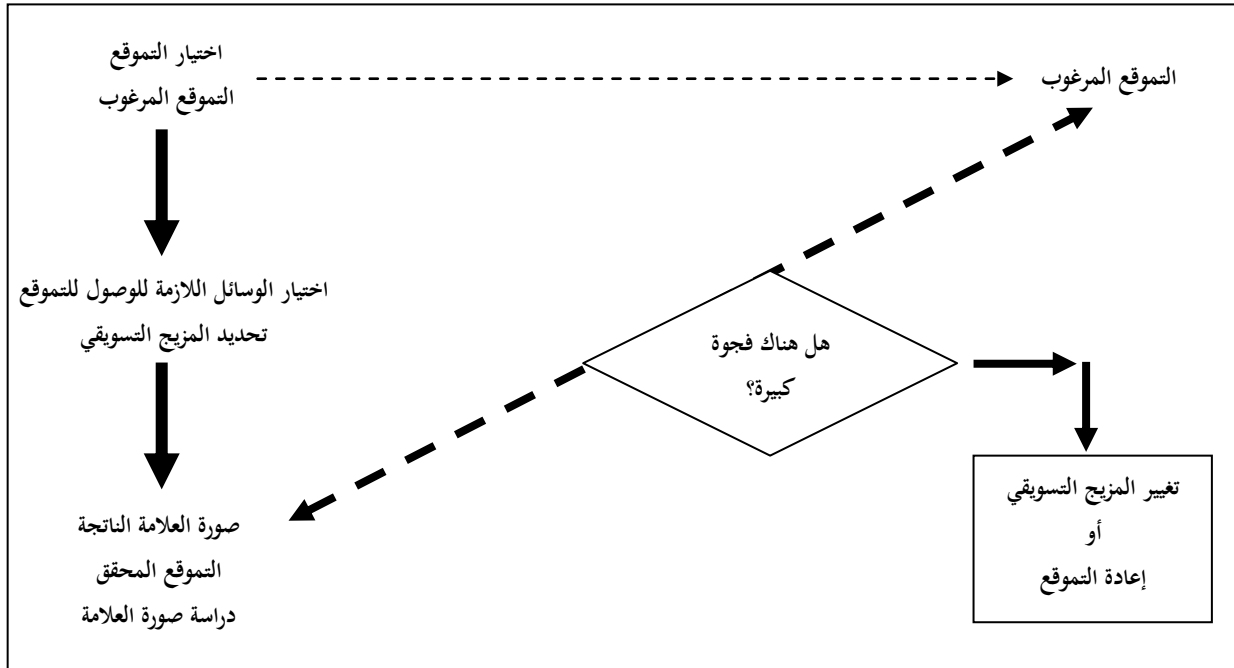 اختيار التموقع
التموقع المرغوب
التموقع المرغوب
اختيار الوسائل اللازمة للوصول للتموقع
تحديد المزيج التسويقي
هل هناك فجوة
كبيرة؟
صورة العلامة الناتجة
التموقع المحقق
دراسة صورة العلامة
تغيير المزيج التسويقي
أو
إعادة التموقع